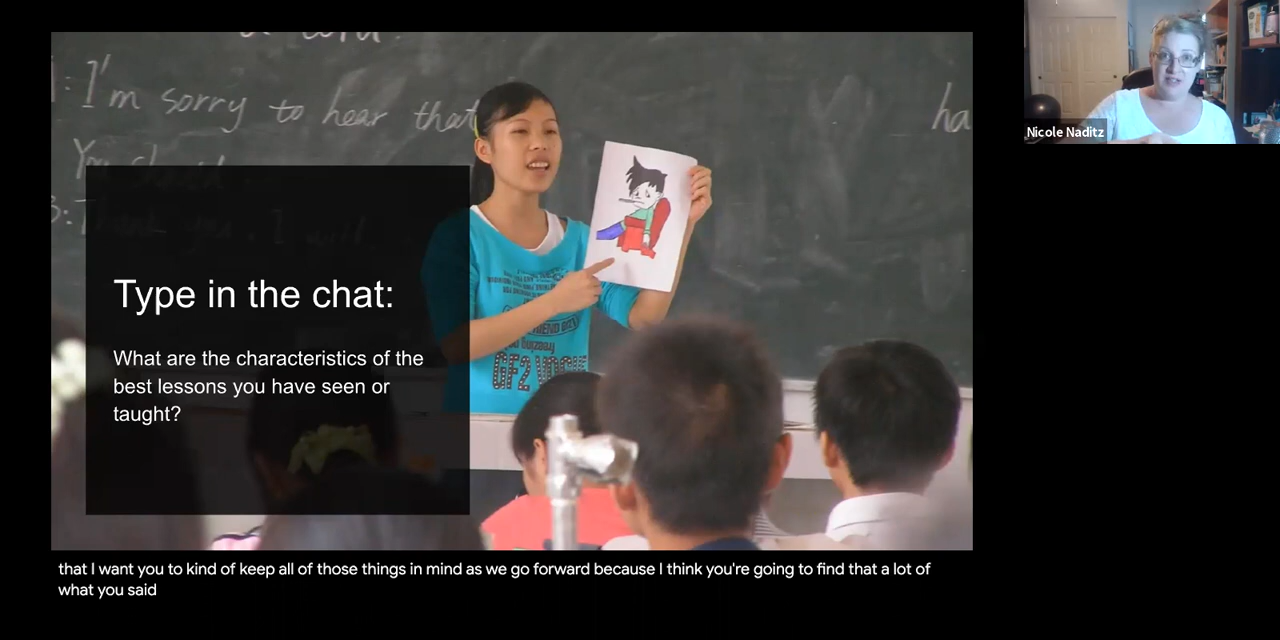 I'm sorry to hear that
Type in the chat:
What are the characteristics of the
best lessons you have seen or
taught?
Nicole Naditz
that I want you to kind of keep all of those things in mind as we go forward because I think you're going to find that a lot of
what you said